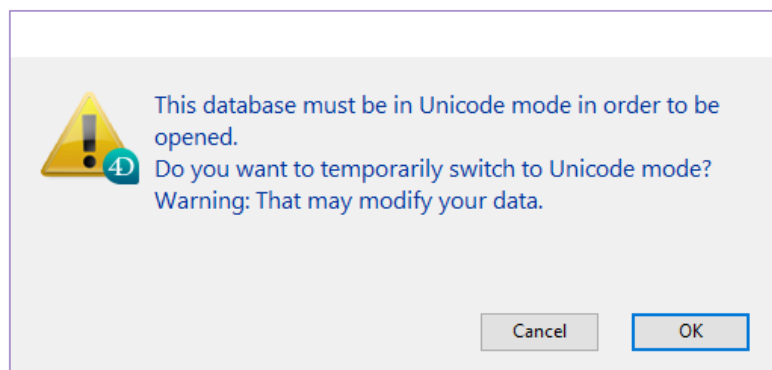 This database must be in Unicode mode in order to be
opened.
Do you want to temporarily switch to Unicode mode?
Warning: That may modify your data.
4D
Cancel
OK